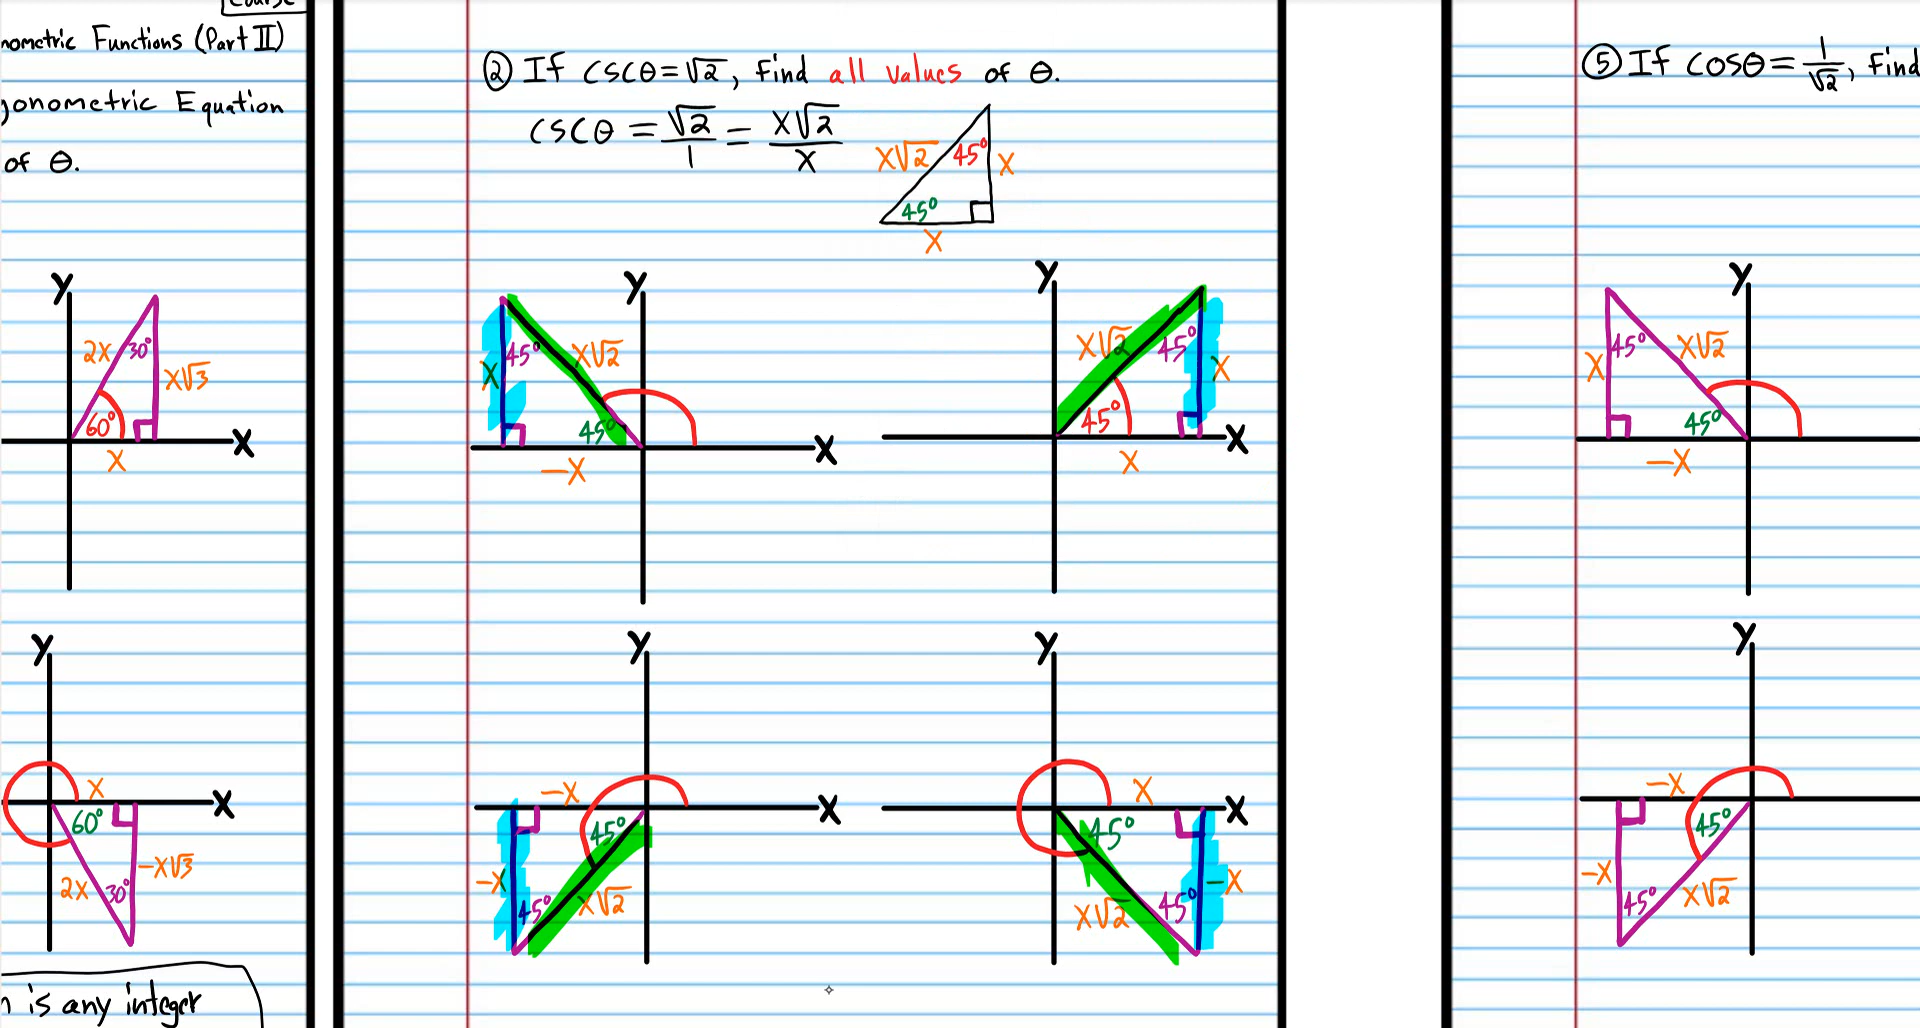 Course
nometric Functions (Part II)
gonometric Equation
of θ.
y
2x
30°
x√3
60°
x
x
y
x
x
60°
-x√3
2x
30°
n is any integer
② If cscθ=√2, find all values of θ.
cscθ = √2/1 = x√2/x
x√2
45°
x
45°
x
y
45°
x√2
x
45°
-x
x
y
x√2
45°
x
45°
x
x
y
-x
x
45°
-x
45°
x√2
y
x
x
45°
-x
45°
x√2
⑤ If cosθ = 1/√2, find
y
45°
x√2
x
45°
-x
y
-x
45°
-x
45°
x√2